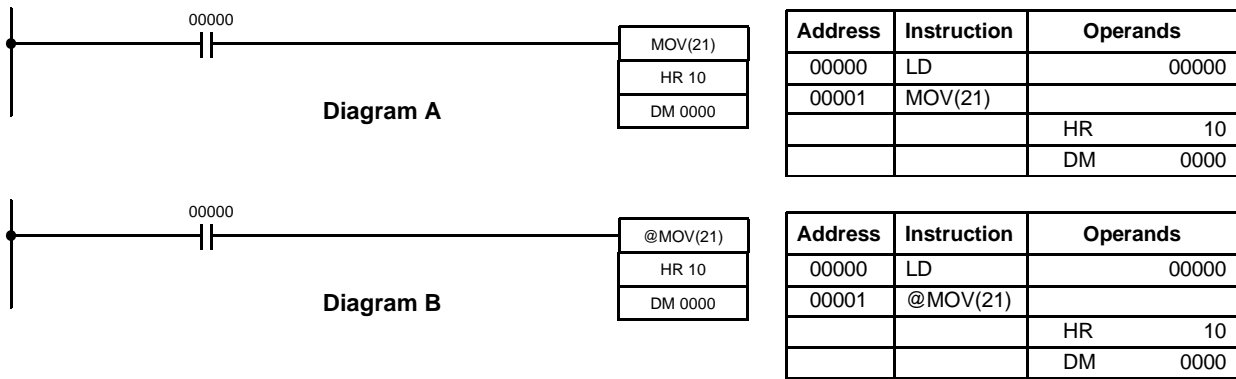 00000
MOV(21)
HR 10
DM 0000
Diagram A
Address Instruction Operands
00000 LD 00000
00001 MOV(21)
HR 10
DM 0000
00000
@MOV(21)
HR 10
DM 0000
Diagram B
Address Instruction Operands
00000 LD 00000
00001 @MOV(21)
HR 10
DM 0000